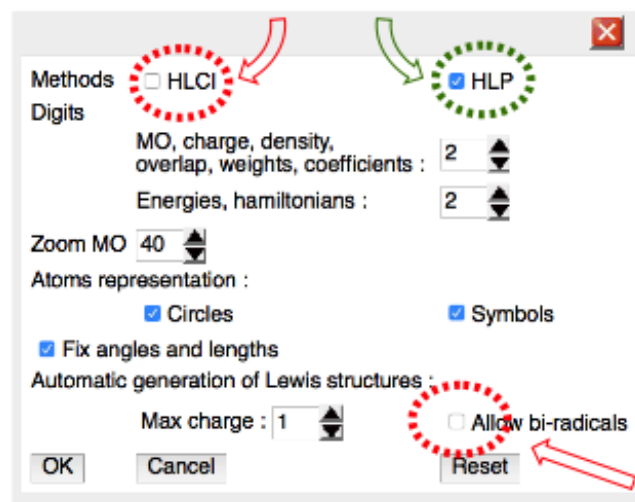 Methods HLCI HLP
Digits
MO, charge, density,
overlap, weights, coefficients : 2
Energies, hamiltonians : 2
Zoom MO 40
Atoms representation :
Circles Symbols
Fix angles and lengths
Automatic generation of Lewis structures :
Max charge : 1 Allow bi-radicals
OK Cancel Reset